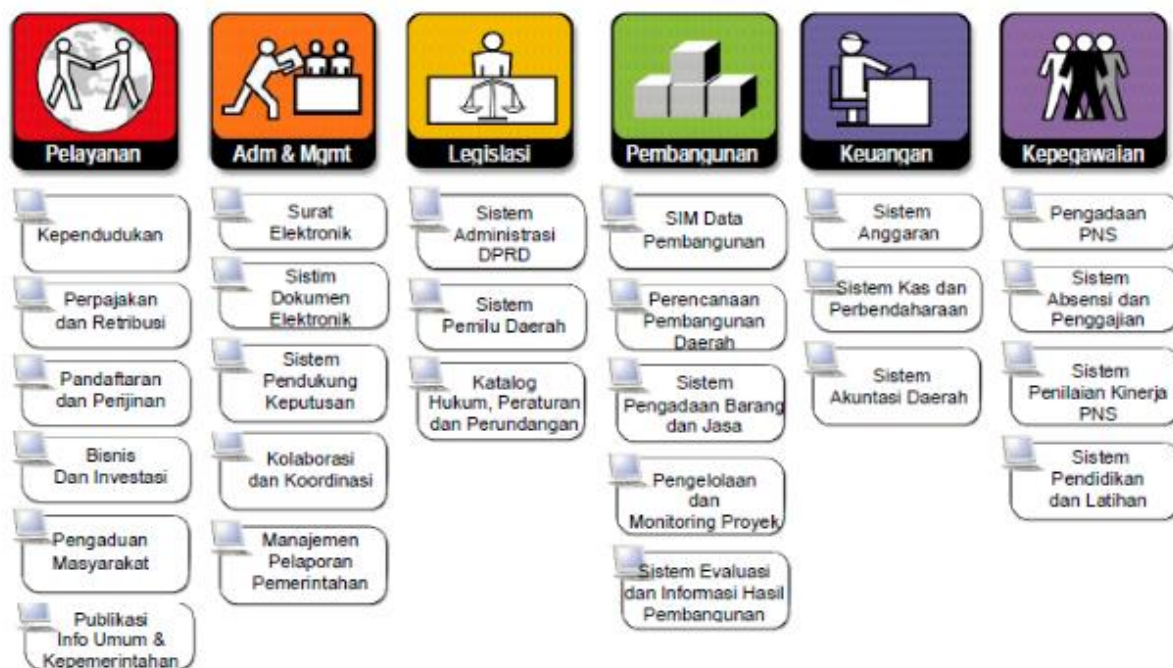 Pelayanan
Adm & Mgmt
Legislasi
Pembangunan
Keuangan
Kepegawaian
Kependudukan
Perpajakan
dan Retribusi
Pandaftaran
dan Perijinan
Bisnis
Dan Investasi
Pengaduan
Masyarakat
Publikasi
Info Umum &
Kepemerintahan
Surat
Elektronik
Sistim
Dokumen
Elektronik
Sistem
Pendukung
Keputusan
Kolaborasi
dan Koordinasi
Manajemen
Pelaporan
Pemerintahan
Sistem
Administrasi
DPRD
Sistem
Pemilu Daerah
Katalog
Hukum, Peraturan
dan Perundangan
SIM Data
Pembangunan
Perencanaan
Pembangunan
Daerah
Sistem
Pengadaan Barang
dan Jasa
Pengelolaan
dan
Monitoring Proyek
Sistem Evaluasi
dan Informasi Hasil
Pembangunan
Sistem
Anggaran
Sistem Kas dan
Perbendaharaan
Sistem
Akuntasi Daerah
Pengadaan
PNS
Sistem
Absensi dan
Penggajian
Sistem
Penilaian Kinerja
PNS
Sistem
Pendidikan
dan Latihan